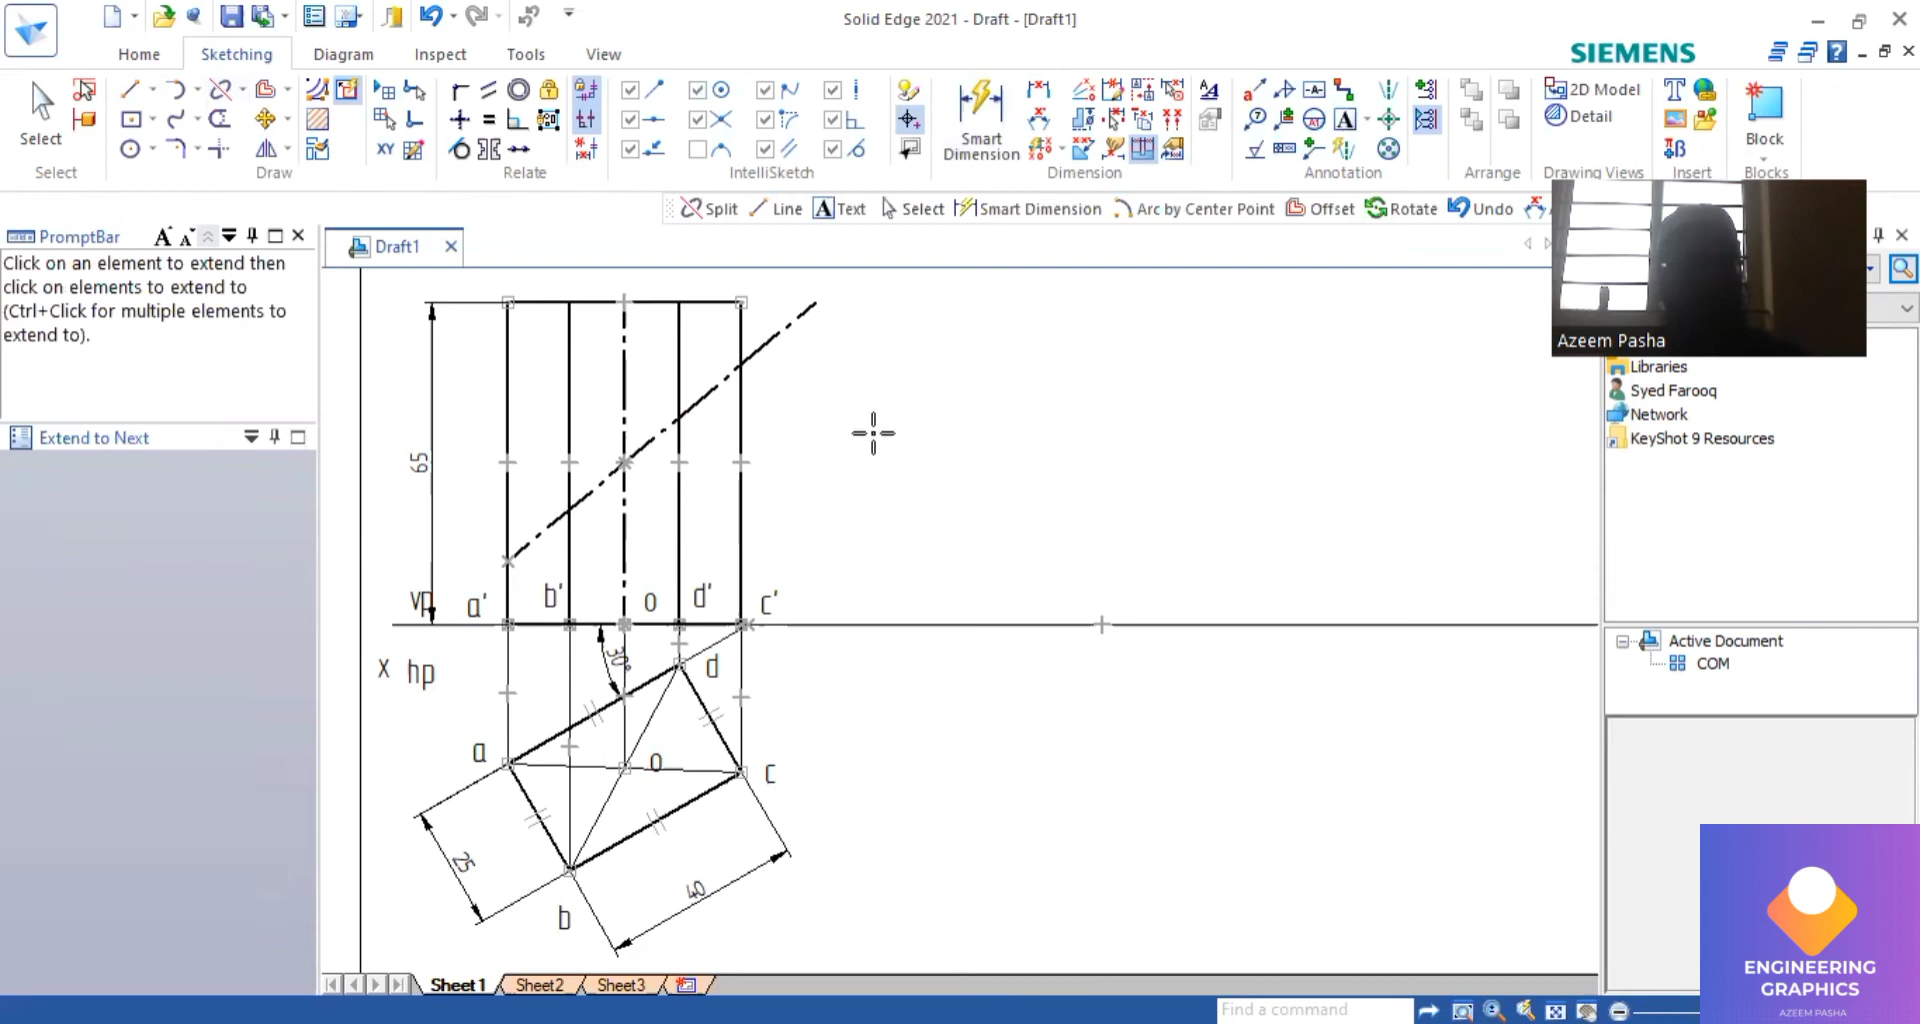 Solid Edge 2021 - Draft - [Draft1]
Home Sketching Diagram Inspect Tools View
SIEMENS
Select
Smart Dimension
XY
2D Model
Detail
Block
Select Draw Relate IntelliSketch Dimension Annotation Arrange Drawing Views Insert Blocks
Split Line Text Select Smart Dimension Arc by Center Point Offset Rotate Undo
PromptBar
Draft1
Click on an element to extend then
click on elements to extend to
(Ctrl+Click for multiple elements to
extend to).
Extend to Next
Azeem Pasha
Libraries
Syed Farooq
Network
KeyShot 9 Resources
Active Document
COM
65
vp a' b' o d' c'
x hp
30°
d
a
o
c
25
40
b
Sheet1 Sheet2 Sheet3
Find a command
ENGINEERING
GRAPHICS
AZEEM PASHA